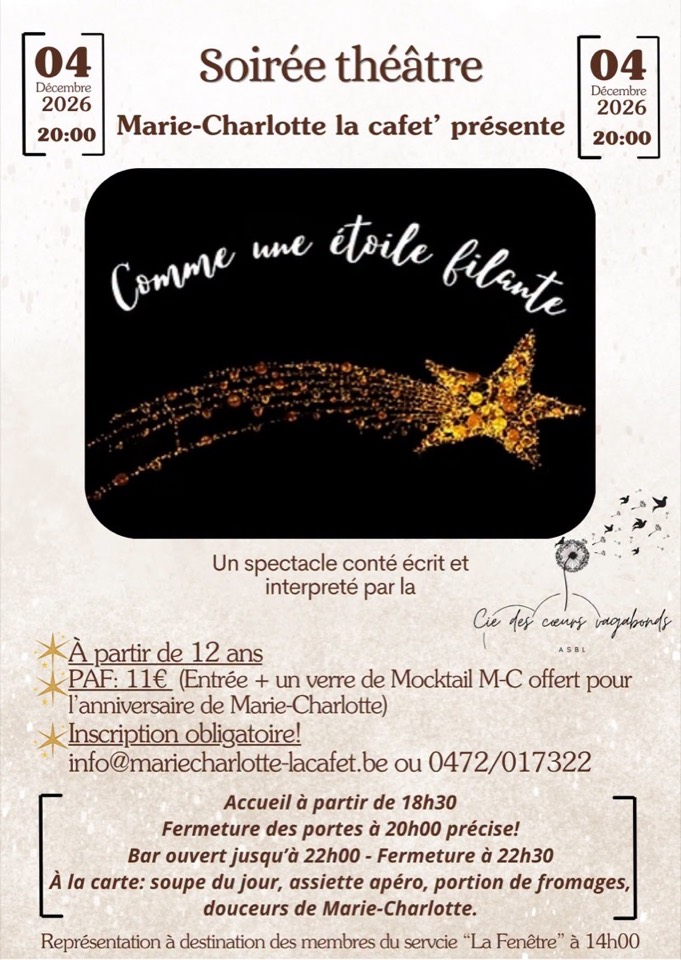 04
Décembre
2026
20:00
Soirée théâtre
Marie-Charlotte la cafet’ présente
04
Décembre
2026
20:00
Comme une étoile filante
Un spectacle conté écrit et
interpreté par la
Cie des cœurs vagabonds
ASBL
À partir de 12 ans
PAF: 11€ (Entrée + un verre de Mocktail M-C offert pour
l’anniversaire de Marie-Charlotte)
Inscription obligatoire!
info@mariecharlotte-lacafet.be ou 0472/017322
Accueil à partir de 18h30
Fermeture des portes à 20h00 précise!
Bar ouvert jusqu’à 22h00 - Fermeture à 22h30
À la carte: soupe du jour, assiette apéro, portion de fromages,
douceurs de Marie-Charlotte.
Représentation à destination des membres du servcie “La Fenêtre” à 14h00